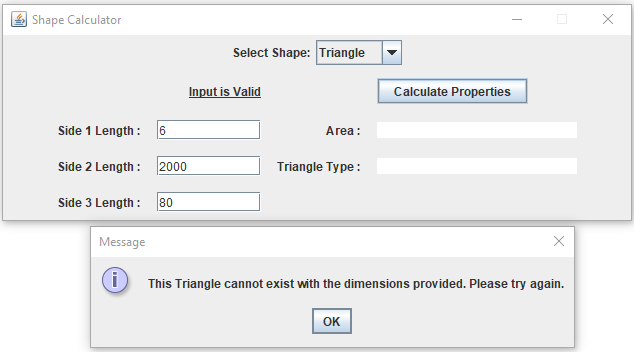 Shape Calculator
Select Shape: Triangle
Input is Valid Calculate Properties
Side 1 Length : 6 Area :
Side 2 Length : 2000 Triangle Type :
Side 3 Length : 80
Message
This Triangle cannot exist with the dimensions provided. Please try again.
OK